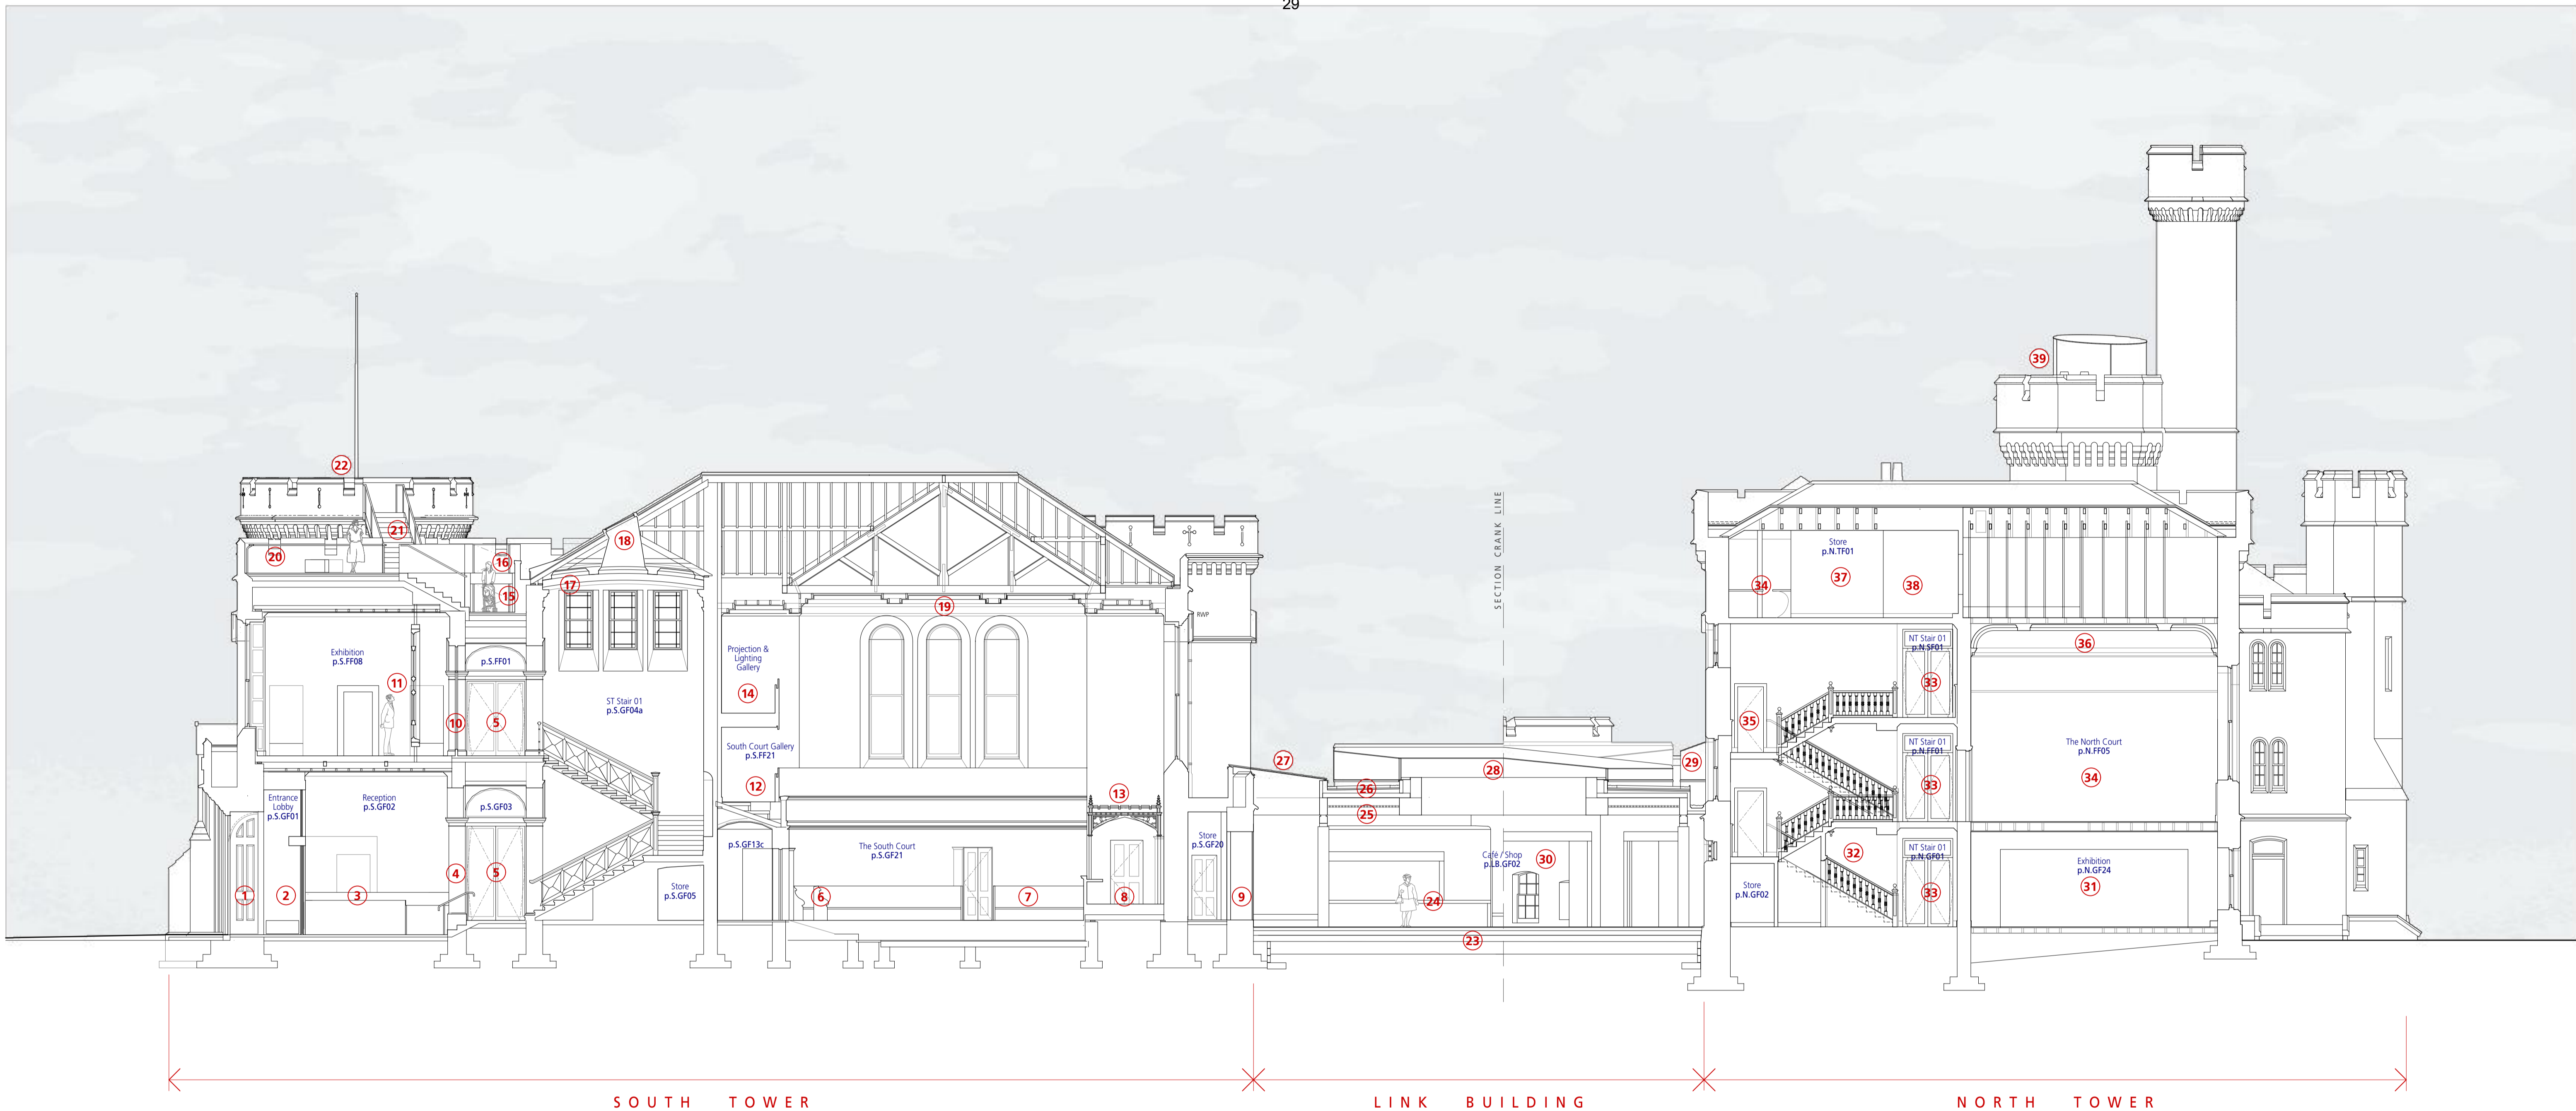 29
22
21
20
16
15
18
17
19
13
14
12
11
10
5
Exhibition
p.S.FF08
p.S.FF01
ST Stair 01
p.S.GF04a
Projection &
Lighting
Gallery
South Court Gallery
p.S.FF21
RWP
Entrance
Lobby
p.S.GF01
Reception
p.S.GF02
p.S.GF03
1
2
3
4
5
Store
p.S.GF05
p.S.GF13c
The South Court
p.S.GF21
6
7
8
Store
p.S.GF20
9
SECTION CRANK LINE
27
28
29
26
25
Café / Shop
p.LB.GF02
30
24
23
39
Store
p.N.TF01
34
37
38
NT Stair 01
p.N.SF01
33
36
35
The North Court
p.N.FF05
34
NT Stair 01
p.N.FF01
33
32
NT Stair 01
p.N.GF01
33
Store
p.N.GF02
Exhibition
p.N.GF24
31
SOUTH TOWER
LINK BUILDING
NORTH TOWER